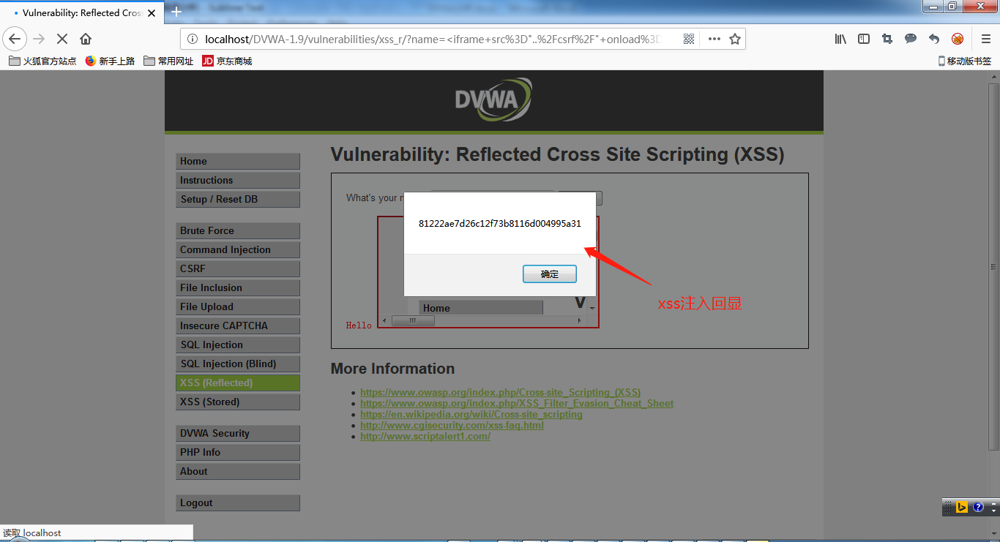 Vulnerability: Reflected Cros
localhost/DVWA-1.9/vulnerabilities/xss_r/?name=<iframe+src%3D"..%2Fcsrf%2F"+onload%3D
火狐官方站点 新手上路 常用网址 JD 京东商城 移动版书签
DVWA
Home
Instructions
Setup / Reset DB
Brute Force
Command Injection
CSRF
File Inclusion
File Upload
Insecure CAPTCHA
SQL Injection
SQL Injection (Blind)
XSS (Reflected)
XSS (Stored)
DVWA Security
PHP Info
About
Logout
Vulnerability: Reflected Cross Site Scripting (XSS)
What's your
81222ae7d26c12f73b8116d004995a31
确定
xss注入回显
V
Home
Hello
More Information
https://www.owasp.org/index.php/Cross-site_Scripting_(XSS)
https://www.owasp.org/index.php/XSS_Filter_Evasion_Cheat_Sheet
https://en.wikipedia.org/wiki/Cross-site_scripting
http://www.cgisecurity.com/xss-faq.html
http://www.scriptalert1.com/
读取 localhost